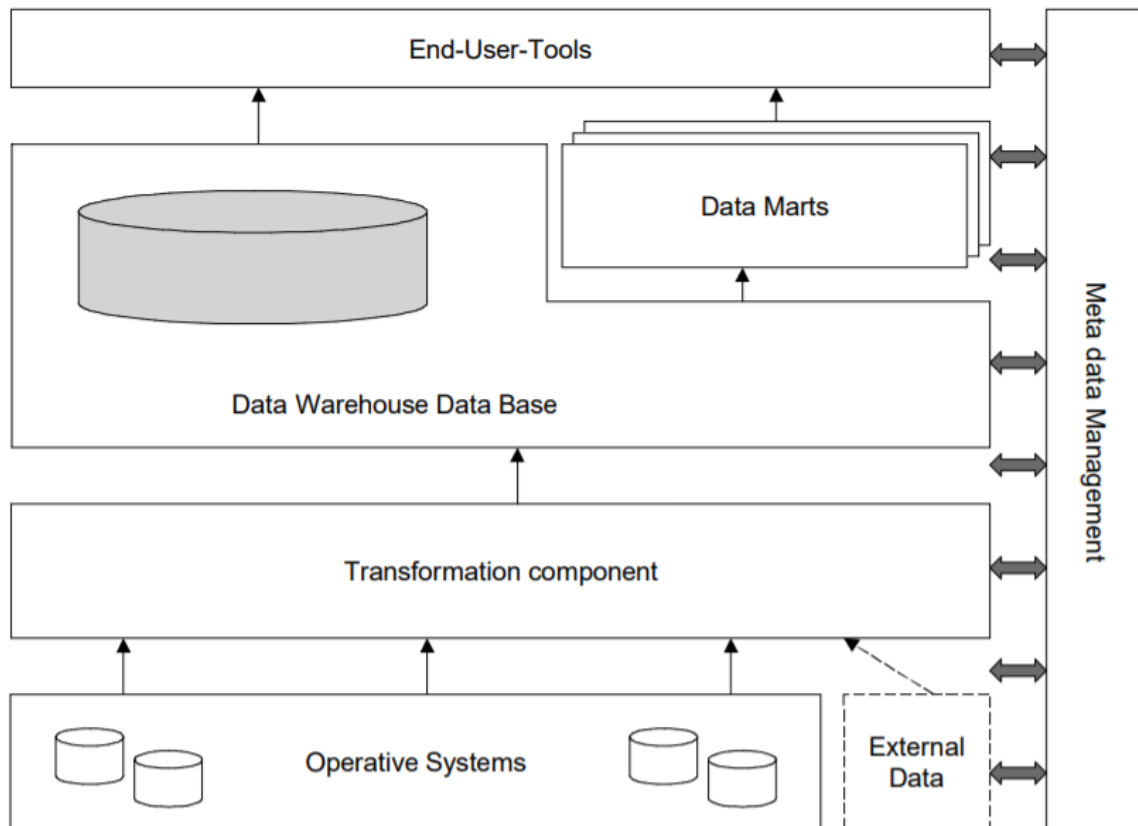 End-User-Tools
Data Marts
Data Warehouse Data Base
Meta data Management
Transformation component
Operative Systems
External
Data